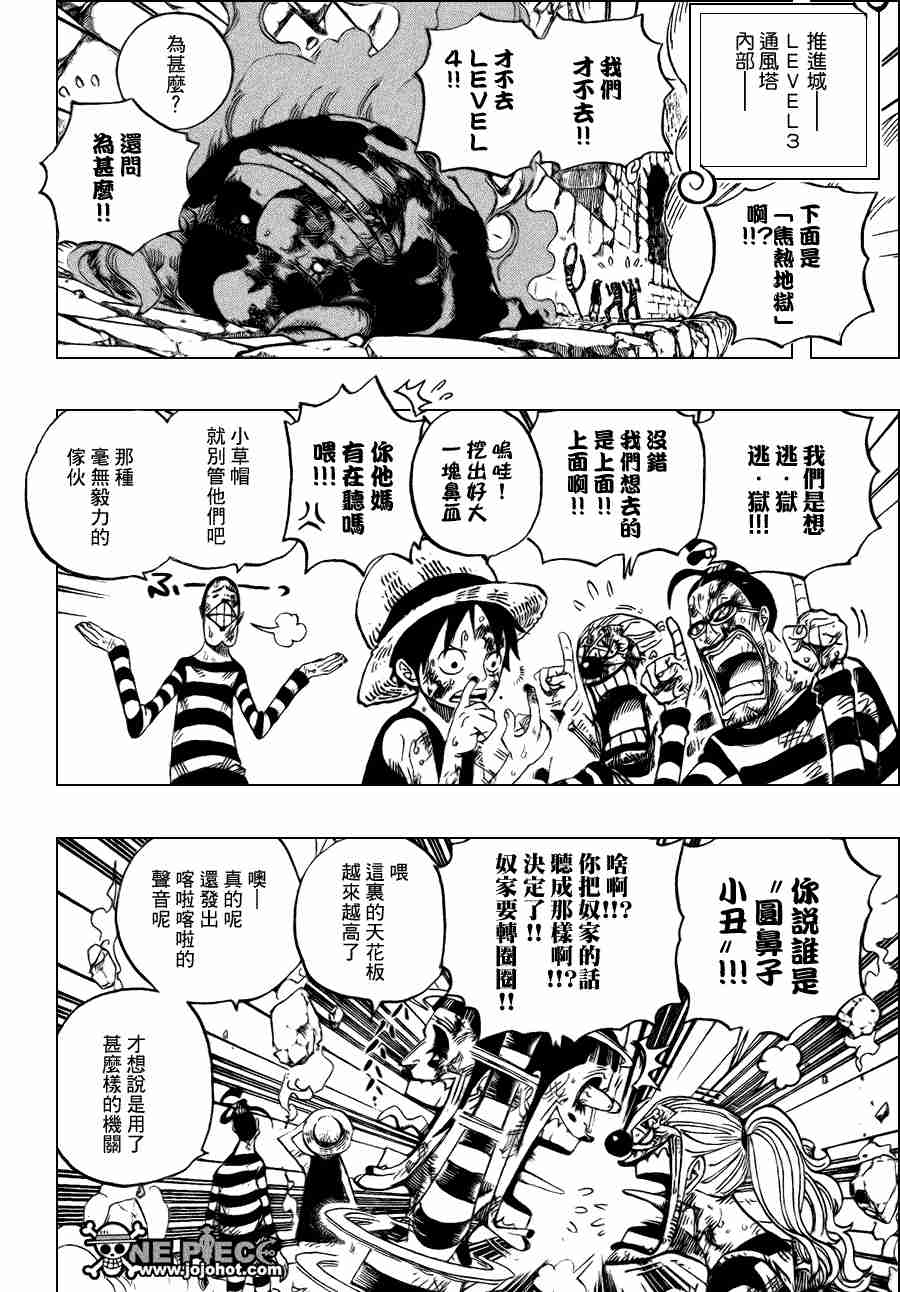 推進城——
LEVEL3
通風塔
內部——
下面是
「焦熱地獄」
啊!!?
我們
才不去!!
才不去
LEVEL
4!!
為甚麼?
還問
為甚麼!!
我們是想
逃·獄
逃·獄!!!
沒錯
我們想去的
是上面!!
上面啊!!
嗚哇!
挖出好大
一塊鼻血
你他媽
有在聽嗎
喂!!!
小草帽
就別管他們吧
那種
毫無毅力的
傢伙
ふー
你說誰是
"圓鼻子
小丑"!!!
啥啊!!?
你把奴家的話
聽成那樣啊!!?
決定了!!
奴家要轉圈圈!!
喂
這裏的天花板
越來越高了
噢—
真的呢
還發出
喀啦喀啦的
聲音呢
才想說是用了
甚麼樣的機關
ONE PIECE
www.jojohot.com